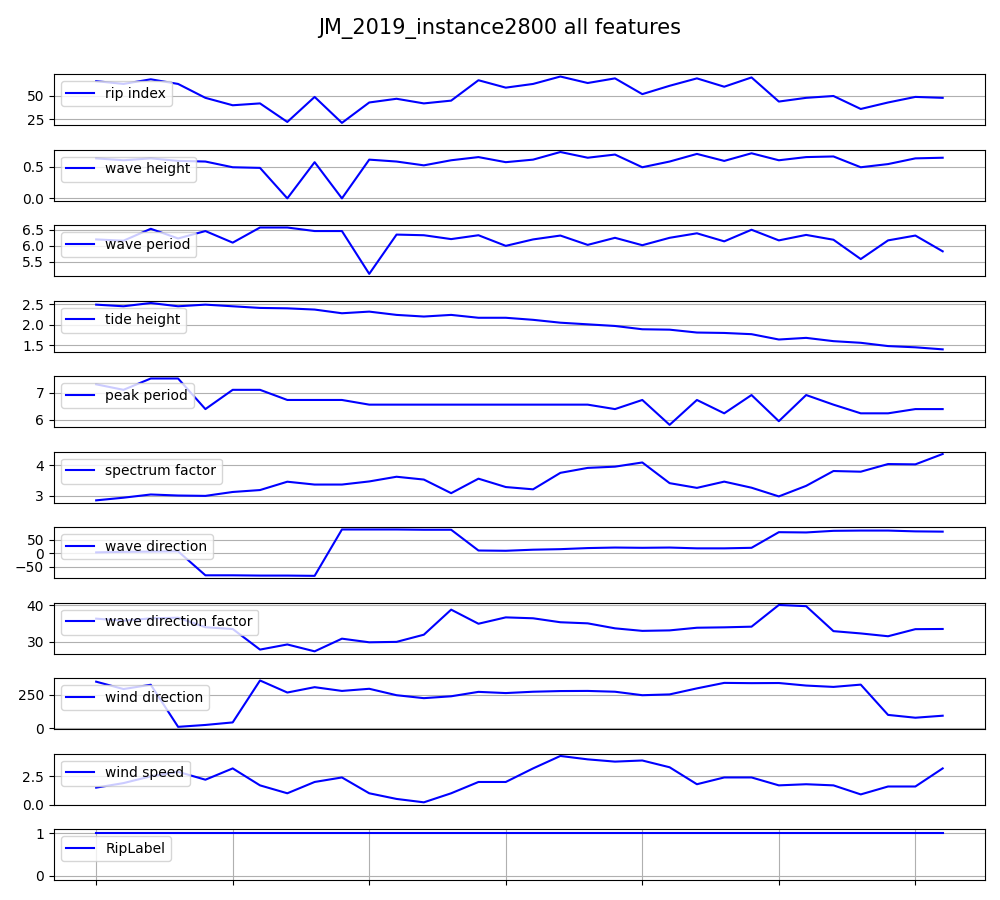 JM_2019_instance2800 all features
rip index
50
25
wave height
0.5
0.0
wave period
6.5
6.0
5.5
tide height
2.5
2.0
1.5
peak period
7
6
spectrum factor
4
3
wave direction
50
0
−50
wave direction factor
40
30
wind direction
250
0
wind speed
2.5
0.0
RipLabel
1
0